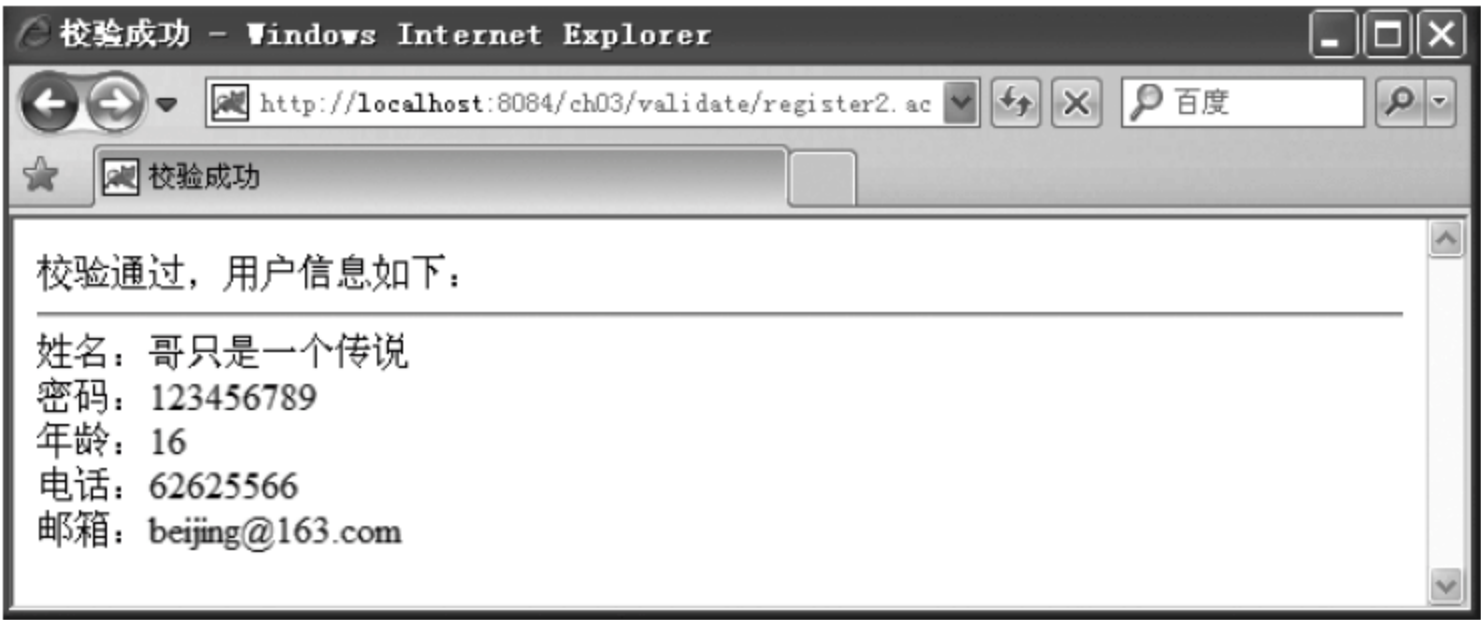 校验成功 - Windows Internet Explorer
http://localhost:8084/ch03/validate/register2.ac
百度
校验成功
校验通过，用户信息如下：
姓名：哥只是一个传说
密码：123456789
年龄：16
电话：62625566
邮箱：beijing@163.com